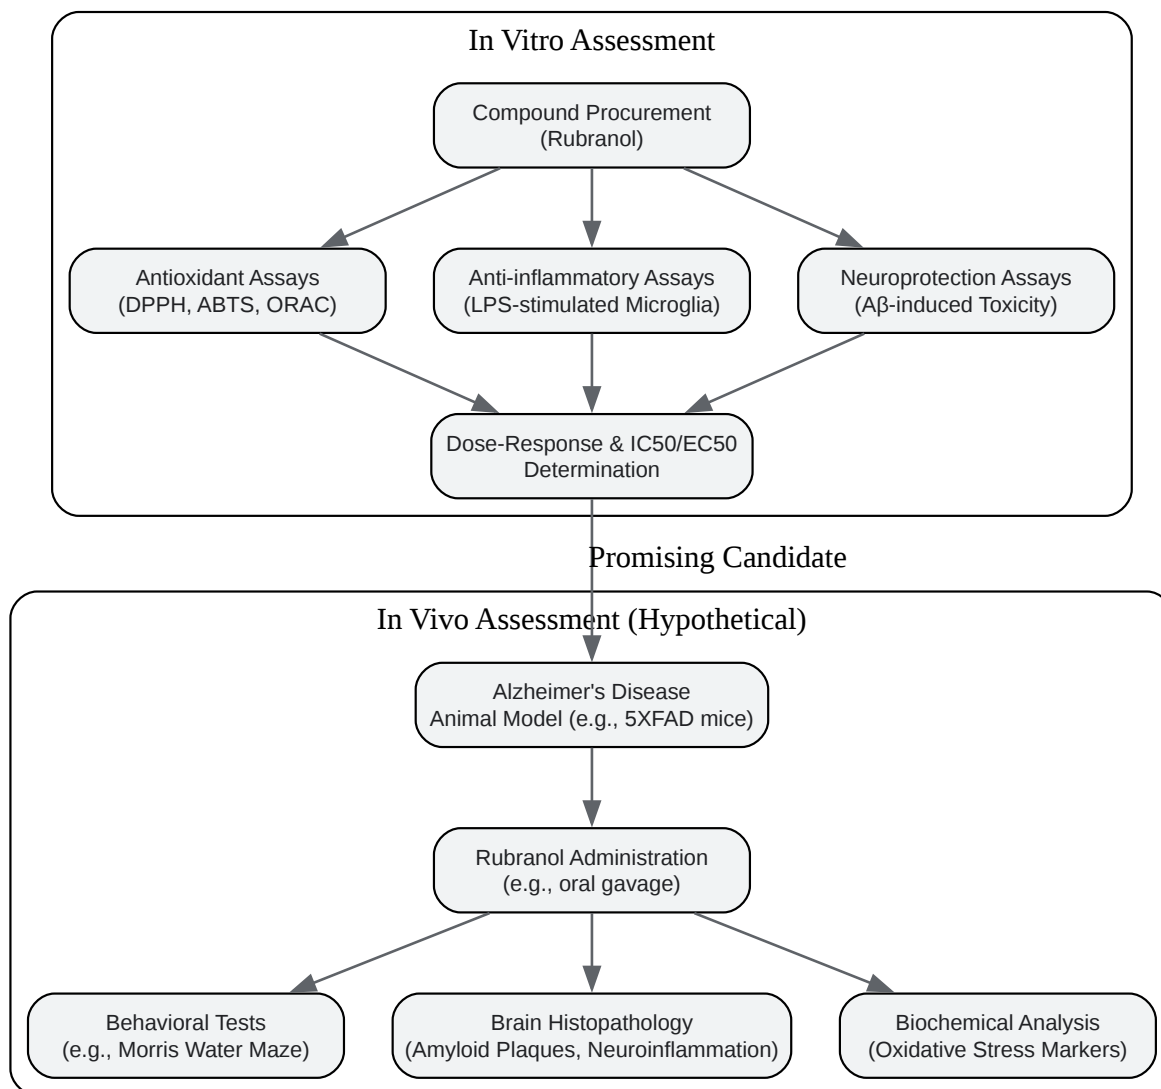 In Vitro Assessment
Compound Procurement
(Rubranol)
Antioxidant Assays
(DPPH, ABTS, ORAC)
Anti-inflammatory Assays
(LPS-stimulated Microglia)
Neuroprotection Assays
(Aβ-induced Toxicity)
Dose-Response & IC50/EC50
Determination
Promising Candidate
In Vivo Assessment (Hypothetical)
Alzheimer's Disease
Animal Model (e.g., 5XFAD mice)
Rubranol Administration
(e.g., oral gavage)
Behavioral Tests
(e.g., Morris Water Maze)
Brain Histopathology
(Amyloid Plaques, Neuroinflammation)
Biochemical Analysis
(Oxidative Stress Markers)